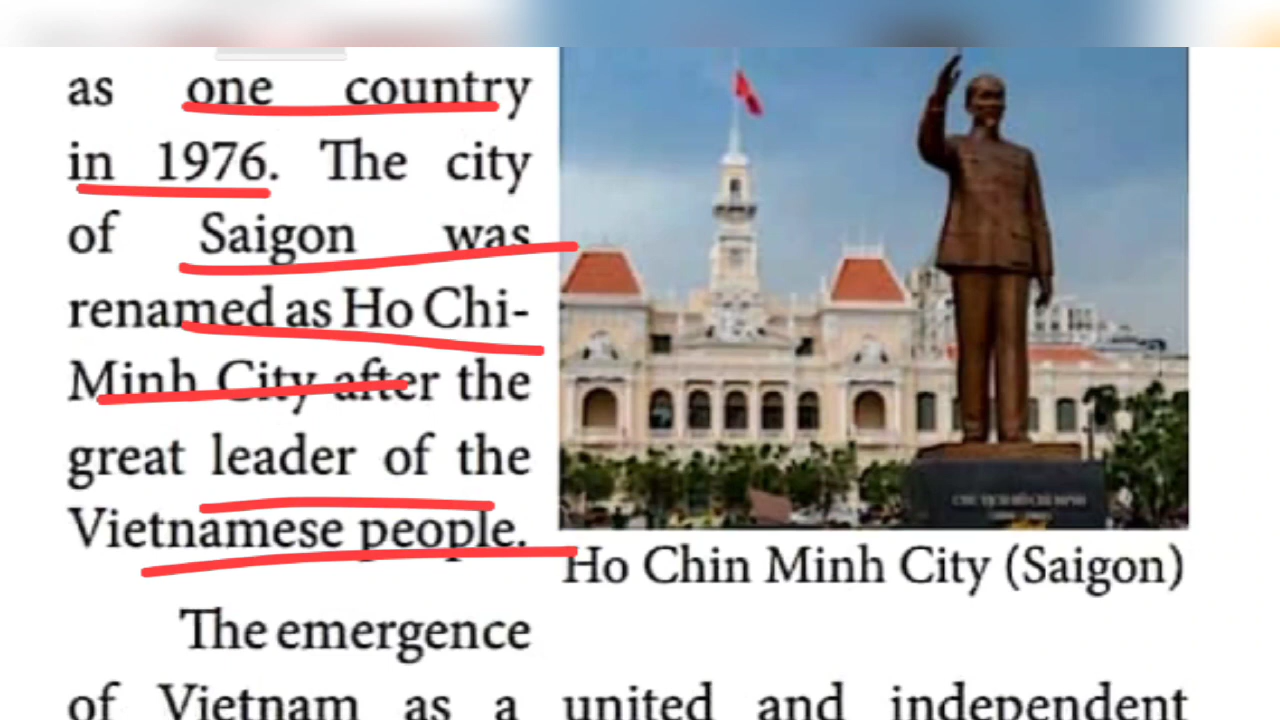 as one country
in 1976. The city
of Saigon was
renamed as Ho Chi-
Minh City after the
great leader of the
Vietnamese people.
Ho Chin Minh City (Saigon)
The emergence
of Vietnam as a united and independent